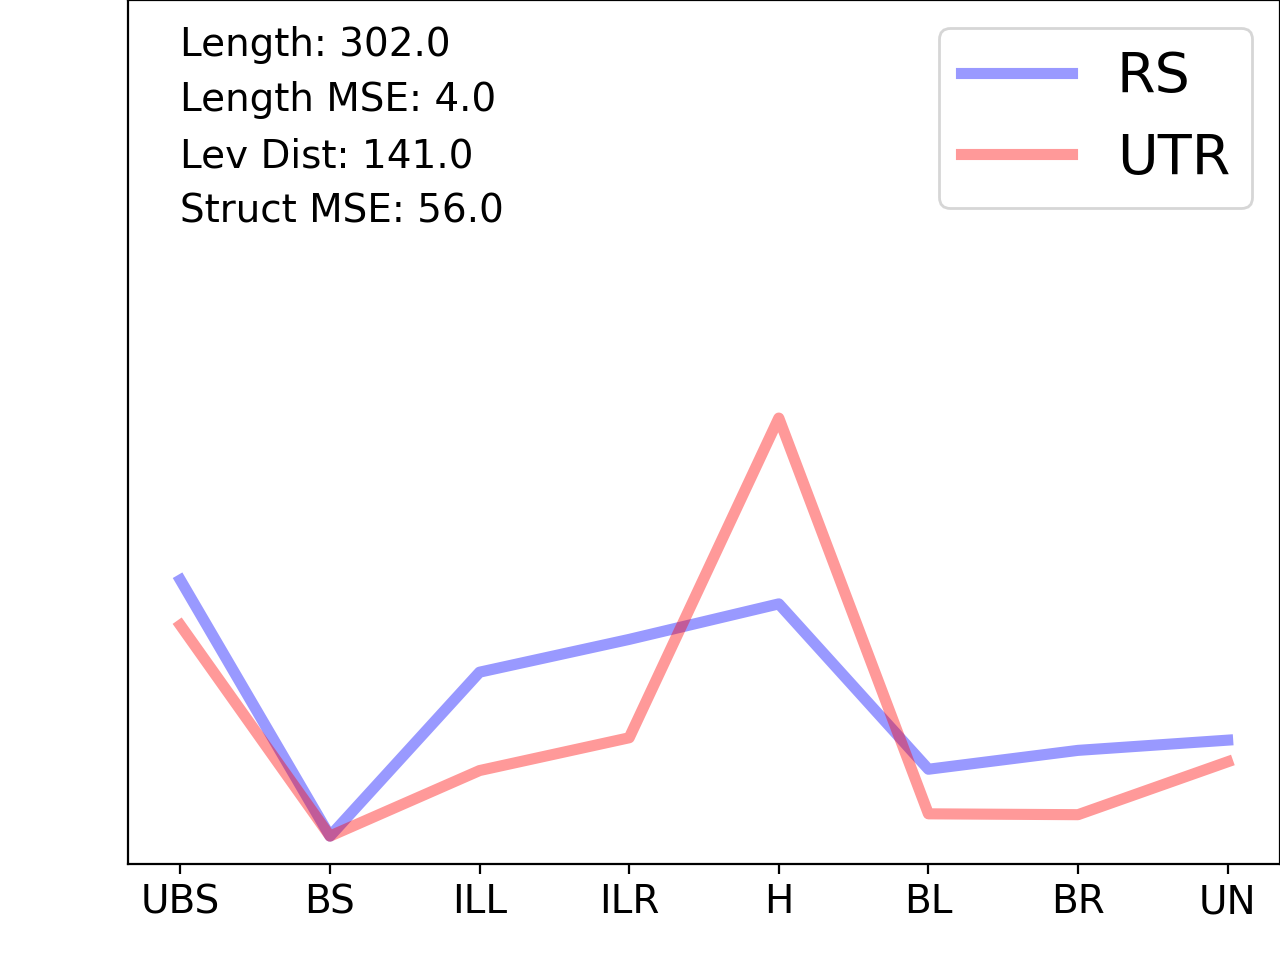 Length: 302.0
Length MSE: 4.0
Lev Dist: 141.0
Struct MSE: 56.0
RS
UTR
UBS BS ILL ILR H BL BR UN